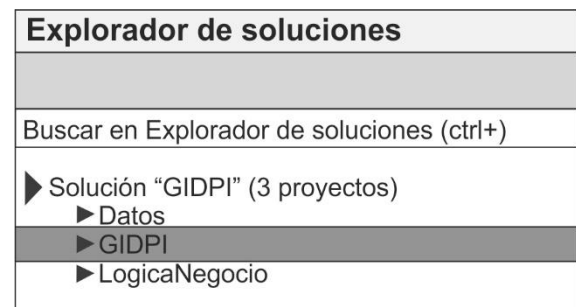 Explorador de soluciones
Buscar en Explorador de soluciones (ctrl+)
Solución “GIDPI” (3 proyectos)
Datos
GIDPI
LogicaNegocio